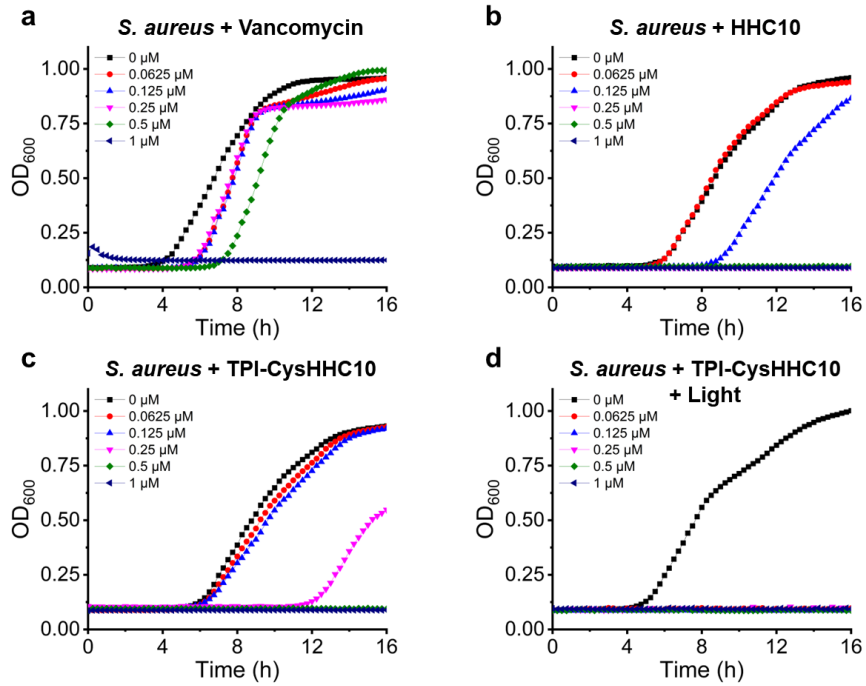 a
S. aureus + Vancomycin
1.00
0.75
0.50
0.25
0.00
OD600
0 µM
0.0625 µM
0.125 µM
0.25 µM
0.5 µM
1 µM
0 4 8 12 16
Time (h)
b
S. aureus + HHC10
1.00
0.75
0.50
0.25
0.00
OD600
0 µM
0.0625 µM
0.125 µM
0.25 µM
0.5 µM
1 µM
0 4 8 12 16
Time (h)
c
S. aureus + TPI-CysHHC10
1.00
0.75
0.50
0.25
0.00
OD600
0 µM
0.0625 µM
0.125 µM
0.25 µM
0.5 µM
1 µM
0 4 8 12 16
Time (h)
d
S. aureus + TPI-CysHHC10
+ Light
1.00
0.75
0.50
0.25
0.00
OD600
0 µM
0.0625 µM
0.125 µM
0.25 µM
0.5 µM
1 µM
0 4 8 12 16
Time (h)